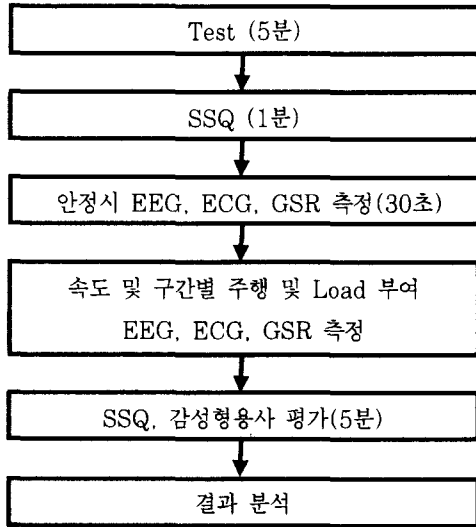 Test (5분)
SSQ (1분)
안정시 EEG, ECG, GSR 측정(30초)
속도 및 구간별 주행 및 Load 부여
EEG, ECG, GSR 측정
SSQ, 감성형용사 평가(5분)
결과 분석